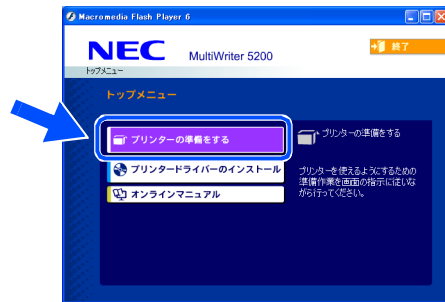 Macromedia Flash Player 6
NEC MultiWriter 5200
終了
トップメニュー
トップメニュー
プリンターの準備をする
プリンタードライバーのインストール
オンラインマニュアル
プリンターの準備をする
プリンターを使えるようにするための
準備作業を画面の指示に従いな
がら行ってください。